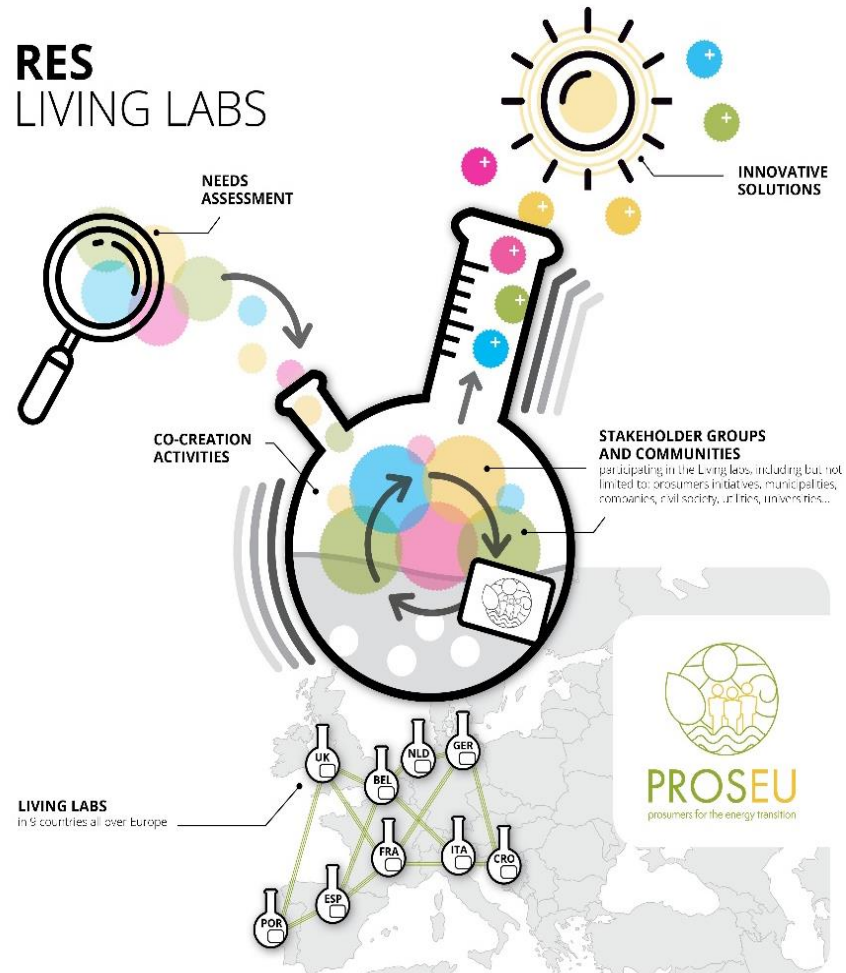 RES
LIVING LABS
NEEDS
ASSESSMENT
INNOVATIVE
SOLUTIONS
CO-CREATION
ACTIVITIES
STAKEHOLDER GROUPS
AND COMMUNITIES
participating in the Living labs, including but not
limited to: prosumers initiatives, municipalities,
companies, civil society, utilities, universities...
PROSEU
prosumers for the energy transition
LIVING LABS
in 9 countries all over Europe
UK
BEL
NLD
GER
FRA
ITA
CRO
ESP
POR